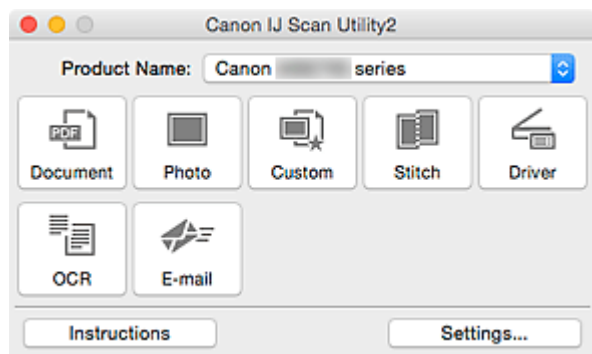 Canon IJ Scan Utility2
Product Name: Canon series
PDF
Document Photo Custom Stitch Driver
OCR E-mail
Instructions Settings...